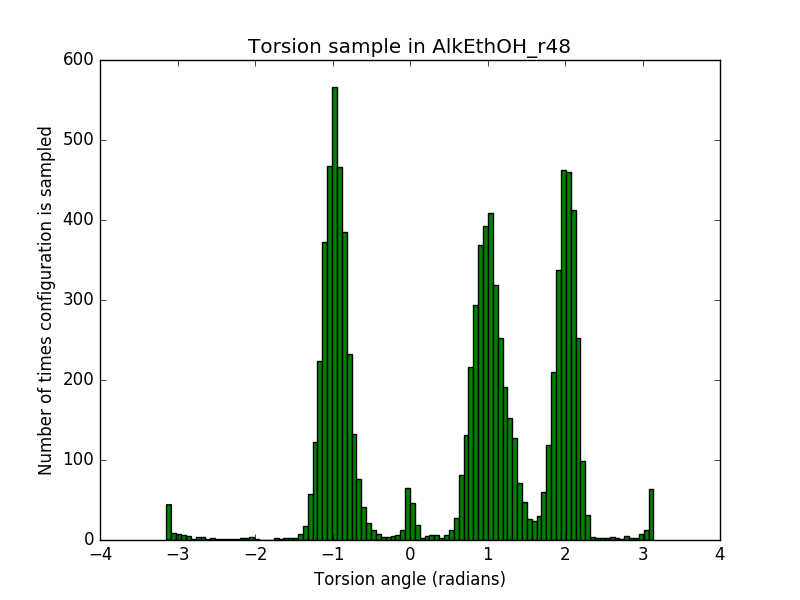 Torsion sample in AlkEthOH_r48
600
500
400
300
200
100
0
Number of times configuration is sampled
−4 −3 −2 −1 0 1 2 3 4
Torsion angle (radians)